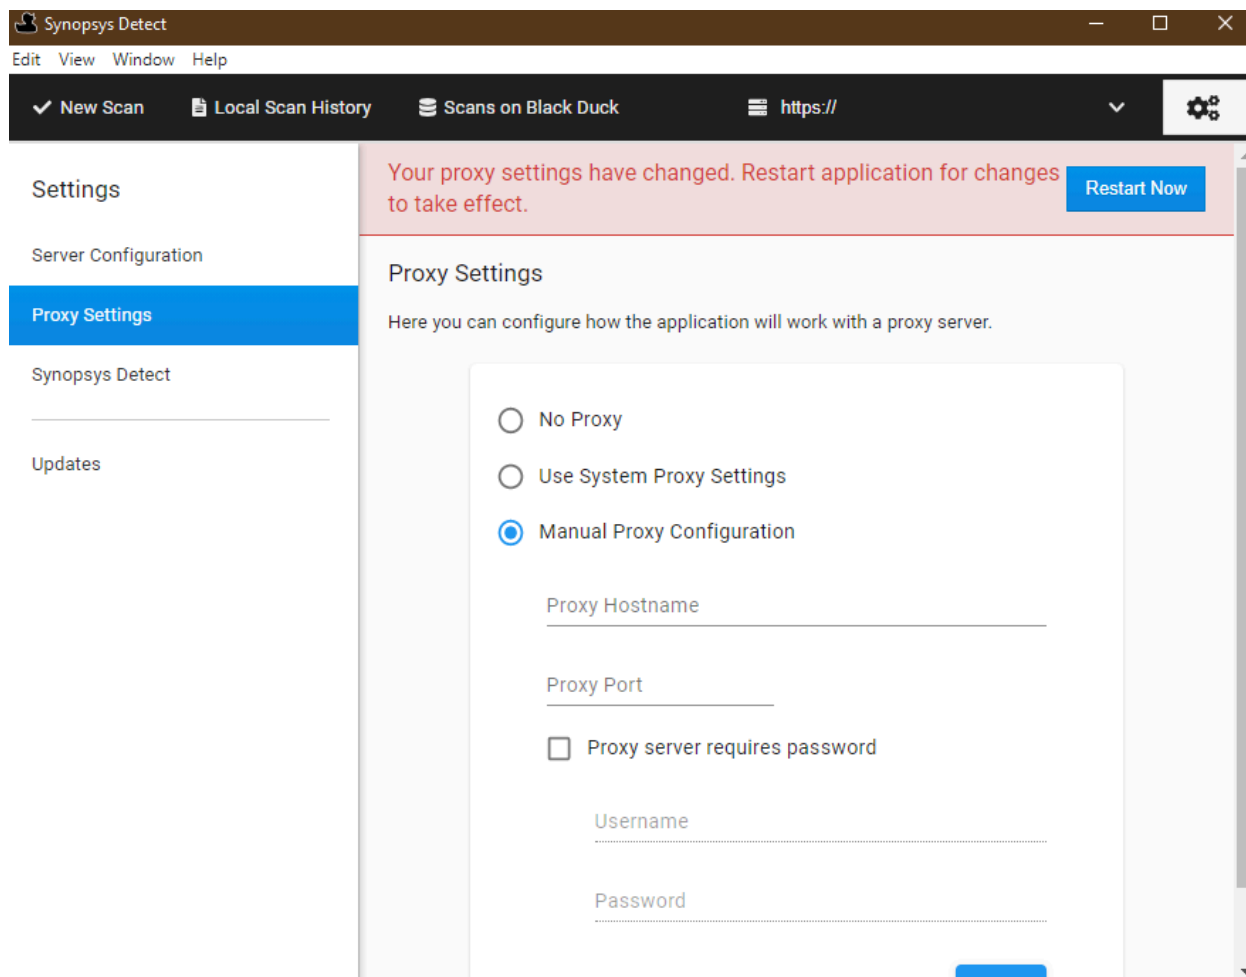 Synopsys Detect
Edit View Window Help
New Scan Local Scan History Scans on Black Duck https://
Settings
Server Configuration
Proxy Settings
Synopsys Detect
Updates
Your proxy settings have changed. Restart application for changes
to take effect.
Restart Now
Proxy Settings
Here you can configure how the application will work with a proxy server.
No Proxy
Use System Proxy Settings
Manual Proxy Configuration
Proxy Hostname
Proxy Port
Proxy server requires password
Username
Password